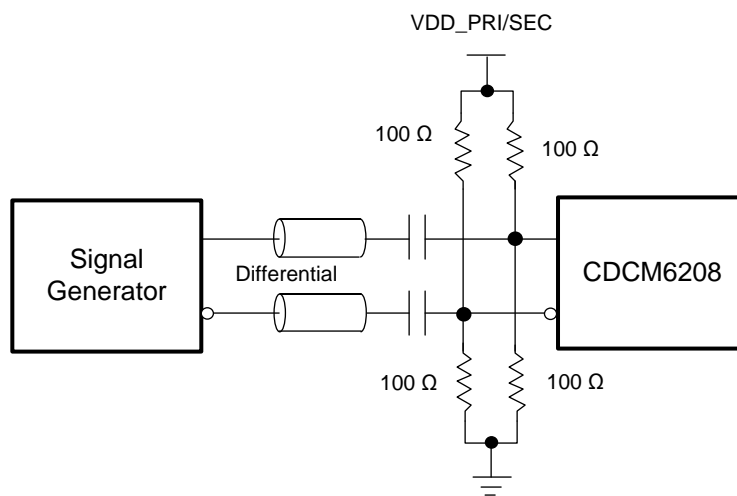 VDD_PRI/SEC
100 Ω
100 Ω
Signal
Generator
Differential
CDCM6208
100 Ω
100 Ω